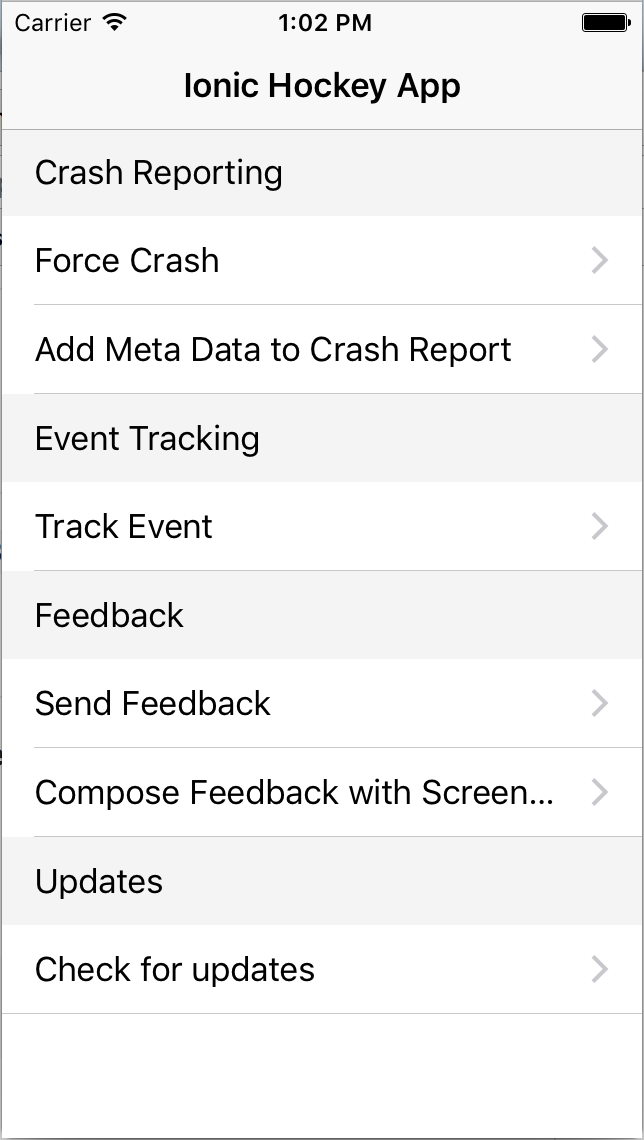 Carrier 1:02 PM
Ionic Hockey App
Crash Reporting
Force Crash
Add Meta Data to Crash Report
Event Tracking
Track Event
Feedback
Send Feedback
Compose Feedback with Screen...
Updates
Check for updates